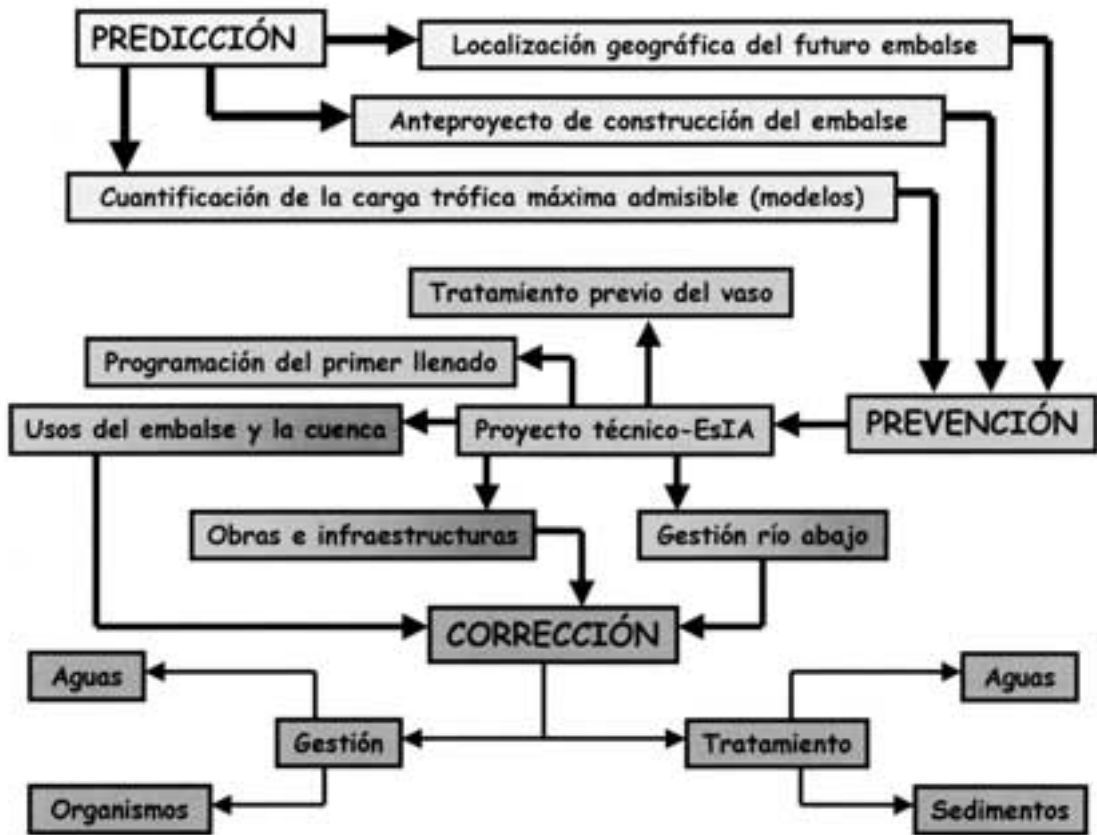 PREDICCIÓN
Localización geográfica del futuro embalse
Anteproyecto de construcción del embalse
Cuantificación de la carga trófica máxima admisible (modelos)
Tratamiento previo del vaso
Programación del primer llenado
Usos del embalse y la cuenca
Proyecto técnico-EsIA
PREVENCIÓN
Obras e infraestructuras
Gestión río abajo
CORRECCIÓN
Aguas
Aguas
Gestión
Tratamiento
Organismos
Sedimentos